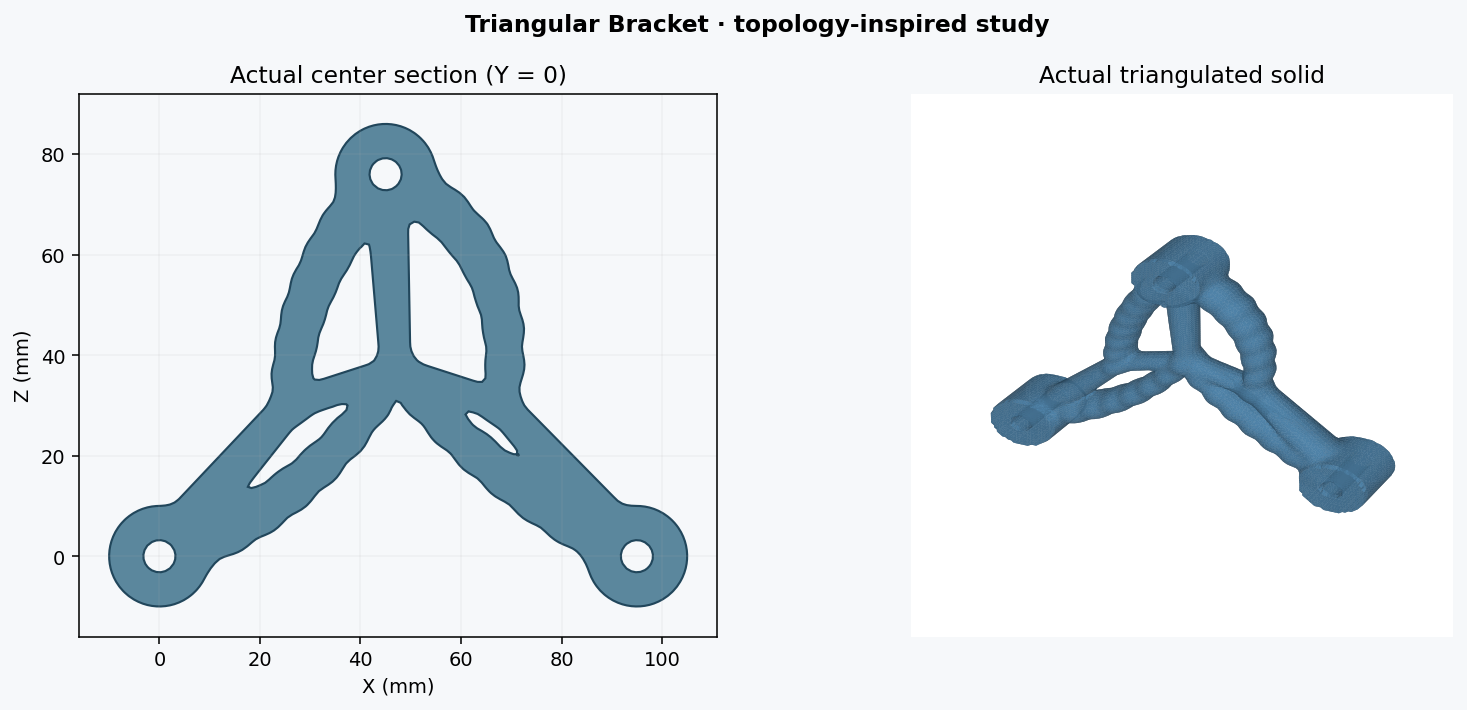 Triangular Bracket · topology-inspired study
Actual center section (Y = 0)
Actual triangulated solid
80
60
40
20
0
Z (mm)
0 20 40 60 80 100
X (mm)